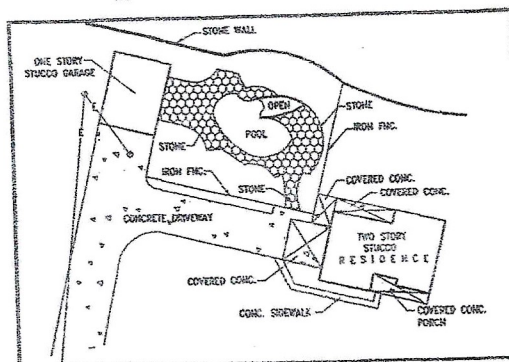 STONE WALL
ONE STORY
STUCCO GARAGE
OPEN
STONE
POOL
E
E
IRON FNC.
STONE
IRON FNC.
STONE
COVERED CONC.
COVERED CONC.
CONCRETE DRIVEWAY
TWO STORY
STUCCO
RESIDENCE
COVERED CONC.
CONC. SIDEWALK
COVERED CONC.
PORCH